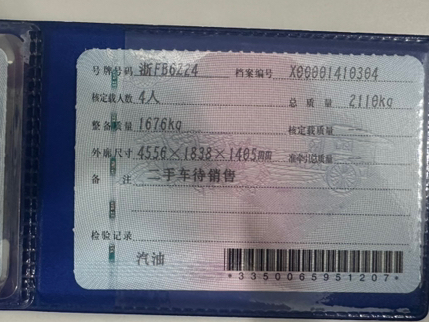 号牌号码 浙FB6ZZ4 档案编号 X00001410304
核定载人数 4人 总质量 2110kg
整备质量 1676kg 核定载质量
外廓尺寸 4556×1838×1405mm 准牵引总质量
备注 二手车待销售
检验记录
汽油
*3350065951207*